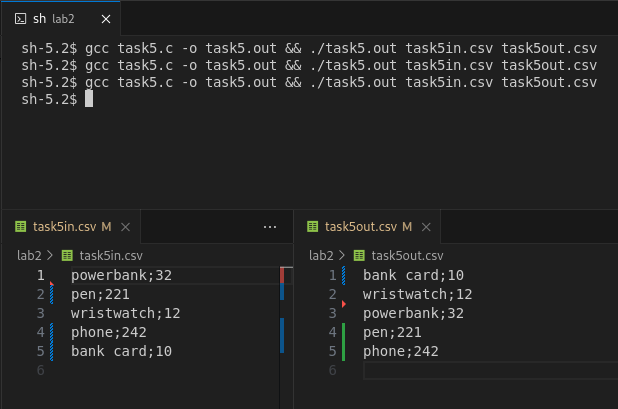 sh lab2
sh-5.2$ gcc task5.c -o task5.out && ./task5.out task5in.csv task5out.csv
sh-5.2$ gcc task5.c -o task5.out && ./task5.out task5in.csv task5out.csv
sh-5.2$ gcc task5.c -o task5.out && ./task5.out task5in.csv task5out.csv
sh-5.2$
task5in.csv M
lab2 > task5in.csv
1 powerbank;32
2 pen;221
3 wristwatch;12
4 phone;242
5 bank card;10
6
task5out.csv M
lab2 > task5out.csv
1 bank card;10
2 wristwatch;12
3 powerbank;32
4 pen;221
5 phone;242
6